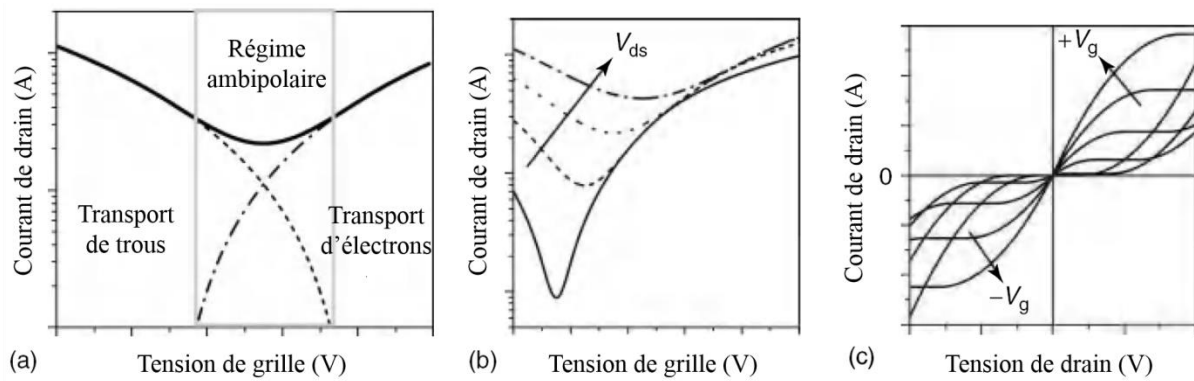 Courant de drain (A)
Régime
ambipolaire
Transport
de trous
Transport
d'électrons
(a)
Tension de grille (V)
Courant de drain (A)
V_ds
(b)
Tension de grille (V)
Courant de drain (A)
0
+V_g
−V_g
(c)
Tension de drain (V)